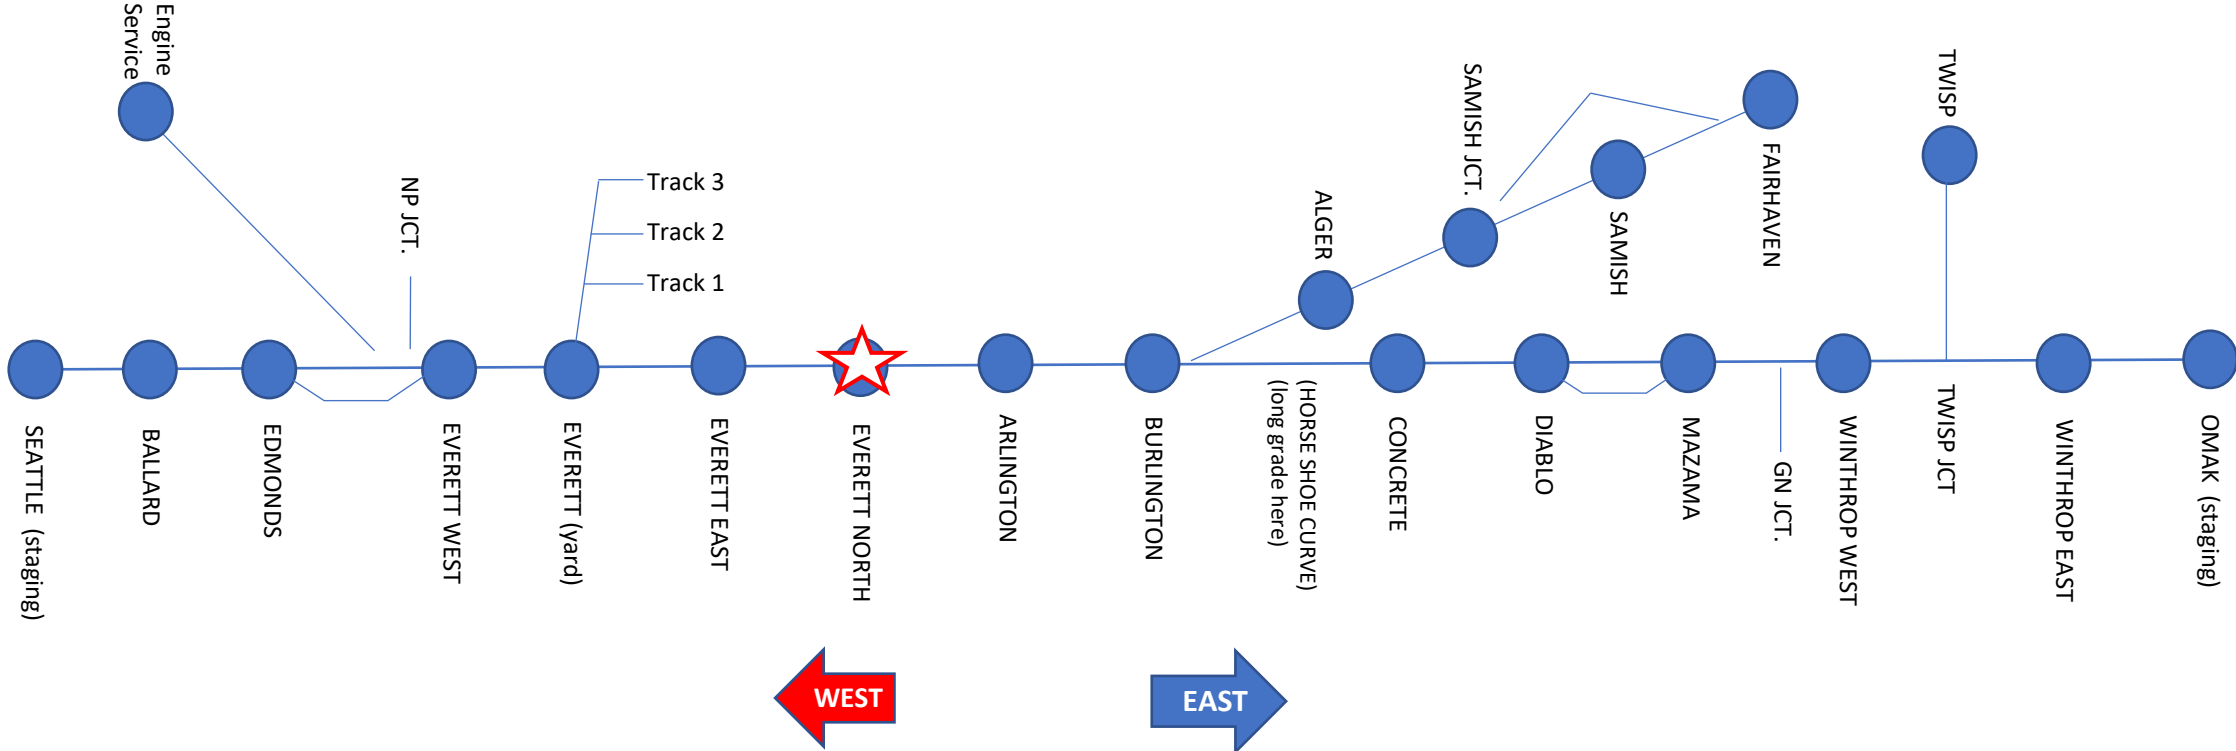 Engine
Service
NP JCT.
Track 3
Track 2
Track 1
ALGER
SAMISH JCT.
SAMISH
FAIRHAVEN
TWISP
SEATTLE (staging)
BALLARD
EDMONDS
EVERETT WEST
EVERETT (yard)
EVERETT EAST
EVERETT NORTH
ARLINGTON
BURLINGTON
(HORSE SHOE CURVE)
(long grade here)
CONCRETE
DIABLO
MAZAMA
GN JCT.
WINTHROP WEST
TWISP JCT
WINTHROP EAST
OMAK (staging)
WEST
EAST